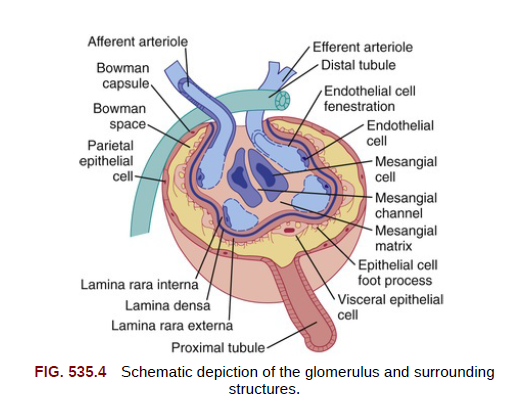 Afferent arteriole
Efferent arteriole
Distal tubule
Bowman
capsule
Endothelial cell
fenestration
Bowman
space
Endothelial
cell
Parietal
epithelial
cell
Mesangial
cell
Mesangial
channel
Mesangial
matrix
Epithelial cell
foot process
Lamina rara interna
Visceral epithelial
cell
Lamina densa
Lamina rara externa
Proximal tubule
FIG. 535.4 Schematic depiction of the glomerulus and surrounding
structures.